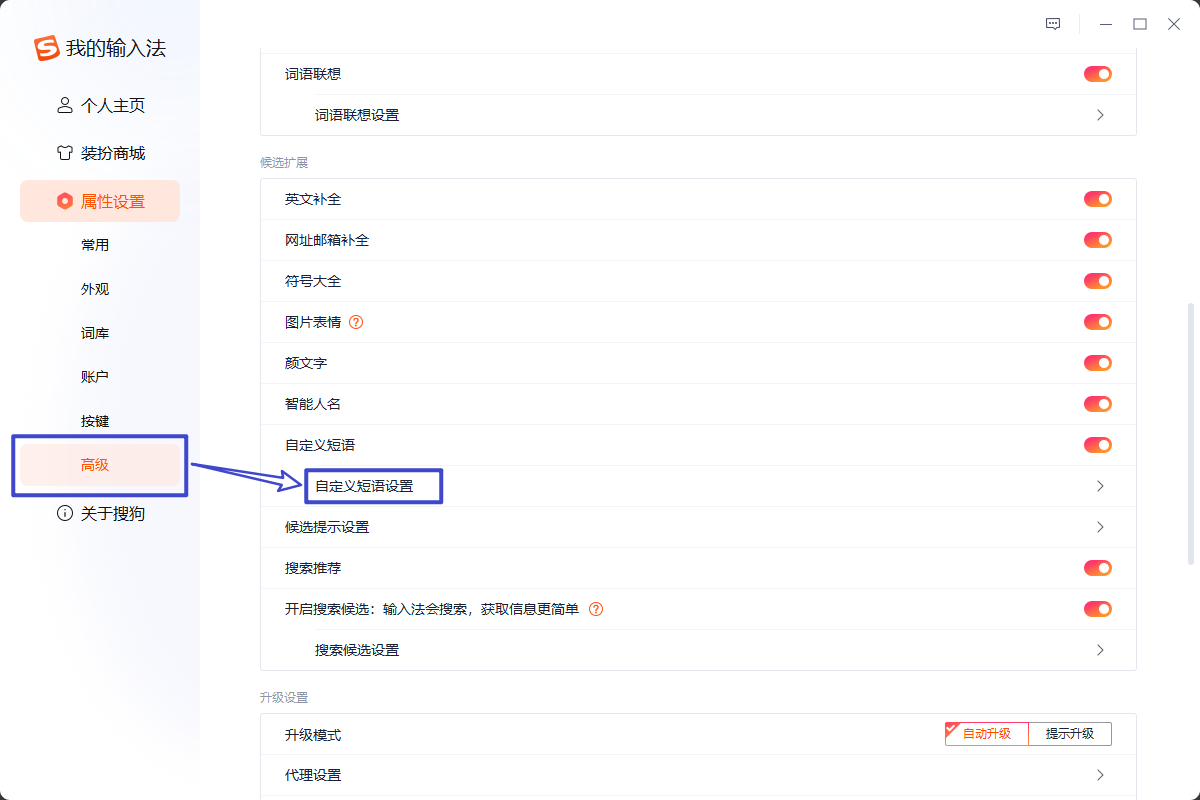 我的输入法
个人主页
装扮商城
属性设置
常用
外观
词库
账户
按键
高级
关于搜狗
词语联想
词语联想设置
候选扩展
英文补全
网址邮箱补全
符号大全
图片表情
颜文字
智能人名
自定义短语
自定义短语设置
候选提示设置
搜索推荐
开启搜索候选：输入法会搜索，获取信息更简单
搜索候选设置
升级设置
升级模式 自动升级 提示升级
代理设置